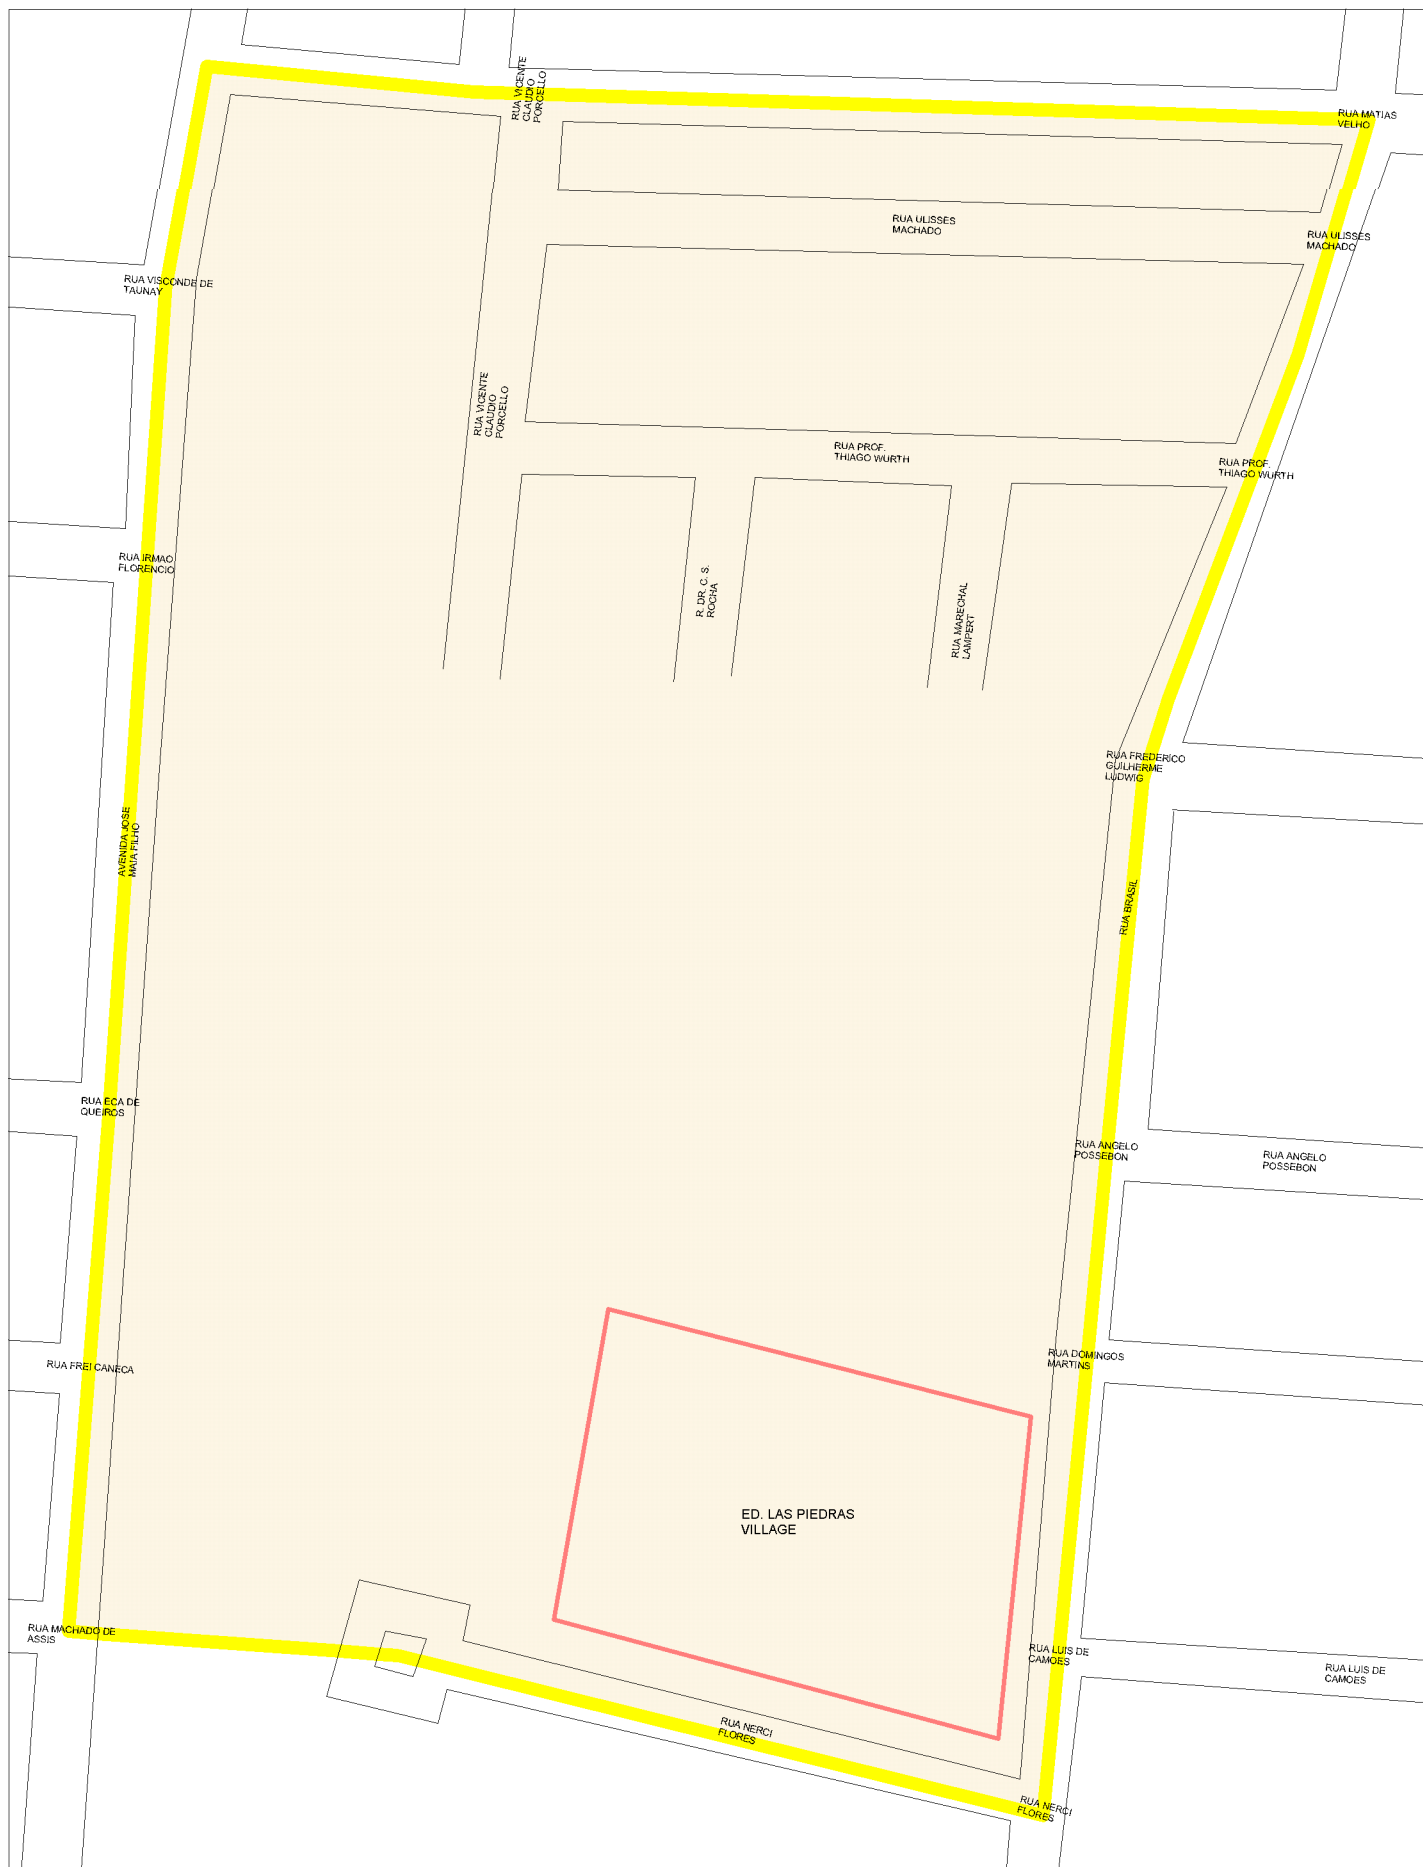 RUA VICENTE
CLAUDIO
PORCELLO
RUA MATIAS
VELHO
RUA ULISSES
MACHADO
RUA ULISSES
MACHADO
RUA VISCONDE DE
TAUNAY
RUA VICENTE
CLAUDIO
PORCELLO
RUA PROF.
THIAGO WURTH
RUA PROF.
THIAGO WURTH
RUA IRMAO
FLORENCIO
R. DR. C. S.
ROCHA
RUA MARECHAL
LAMPERT
RUA FREDERICO
GUILHERME
LUDWIG
AVENIDA JOSE
MAIA FILHO
RUA BRASIL
RUA ECA DE
QUEIROS
RUA ANGELO
POSSEBON
RUA ANGELO
POSSEBON
RUA DOMINGOS
MARTINS
RUA FREI CANECA
ED. LAS PIEDRAS
VILLAGE
RUA MACHADO DE
ASSIS
RUA LUIS DE
CAMOES
RUA LUIS DE
CAMOES
RUA NERCI
FLORES
RUA NERCI
FLORES